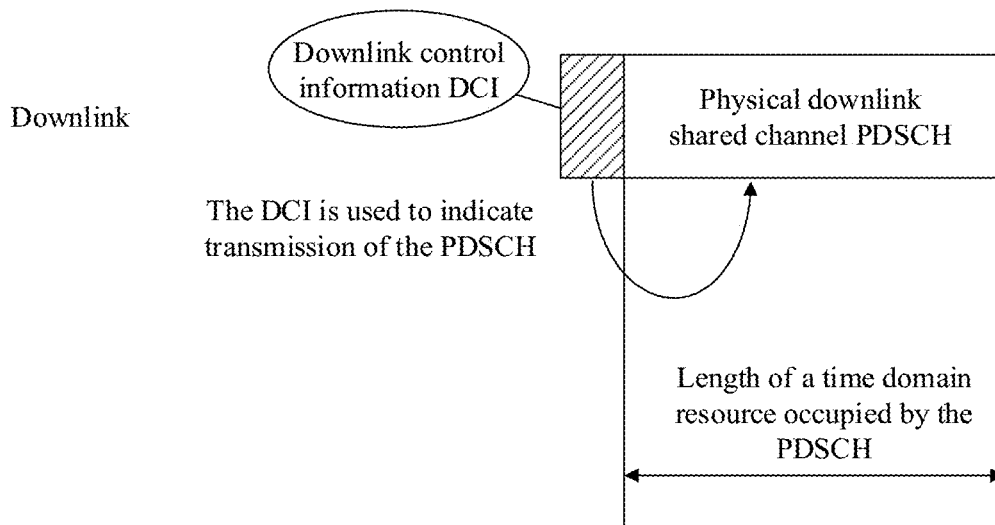 Downlink control
information DCI
Downlink
Physical downlink
shared channel PDSCH
The DCI is used to indicate
transmission of the PDSCH
Length of a time domain
resource occupied by the
PDSCH